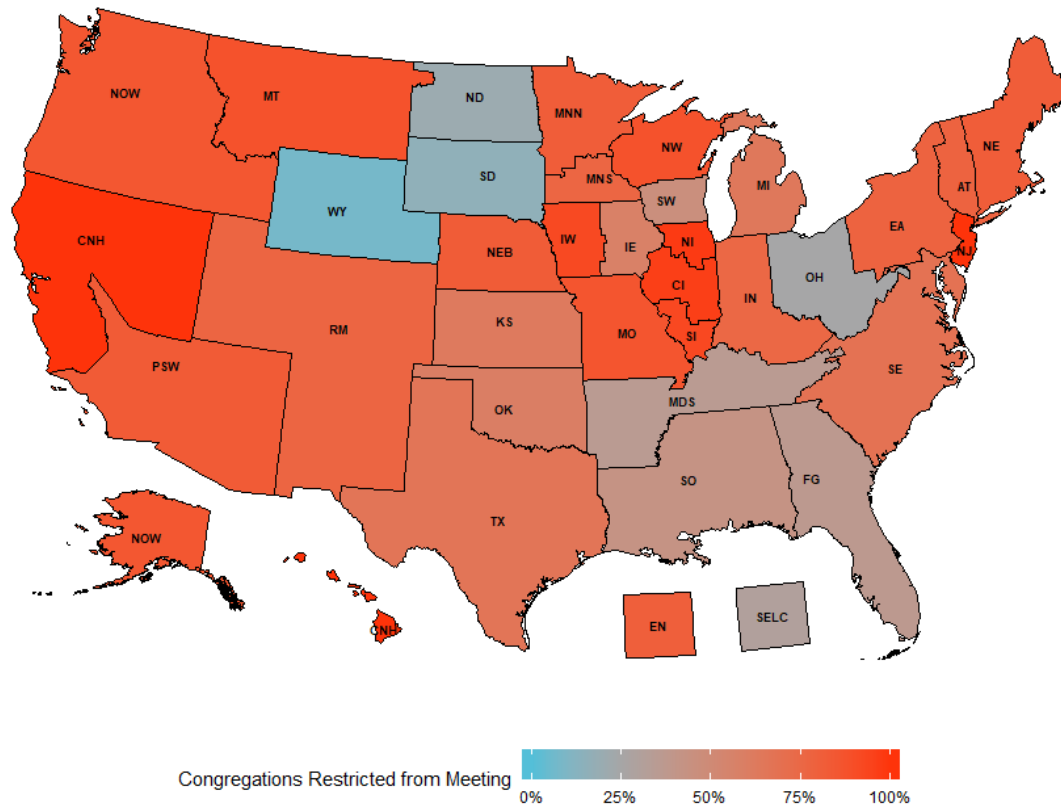 NOW
MT
ND
MNN
NW
NE
SD
MNS
MI
AT
WY
SW
EA
CNH
NEB
IW
IE
NI
NJ
OH
CI
IN
RM
KS
MO
SI
PSW
SE
OK
MDS
SO
FG
TX
NOW
CNH
EN
SELC
Congregations Restricted from Meeting
0% 25% 50% 75% 100%